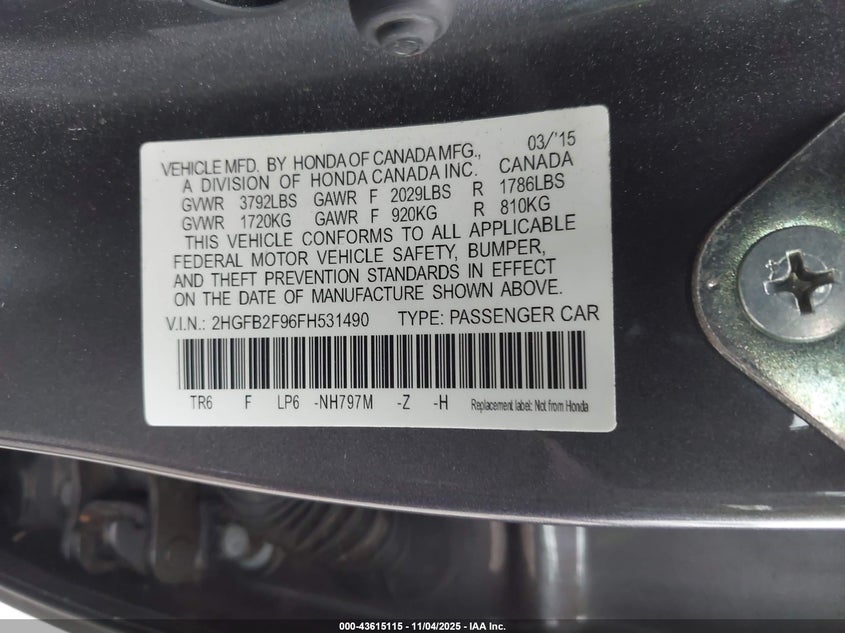 VEHICLE MFD. BY HONDA OF CANADA MFG., 03/'15
A DIVISION OF HONDA CANADA INC. CANADA
GVWR 3792LBS GAWR F 2029LBS R 1786LBS
GVWR 1720KG GAWR F 920KG R 810KG
THIS VEHICLE CONFORMS TO ALL APPLICABLE
FEDERAL MOTOR VEHICLE SAFETY, BUMPER,
AND THEFT PREVENTION STANDARDS IN EFFECT
ON THE DATE OF MANUFACTURE SHOWN ABOVE.
V.I.N.: 2HGFB2F96FH531490 TYPE: PASSENGER CAR
TR6 F LP6 -NH797M -Z -H Replacement label: Not from Honda
000-43615115 - 11/04/2025 - IAA Inc.